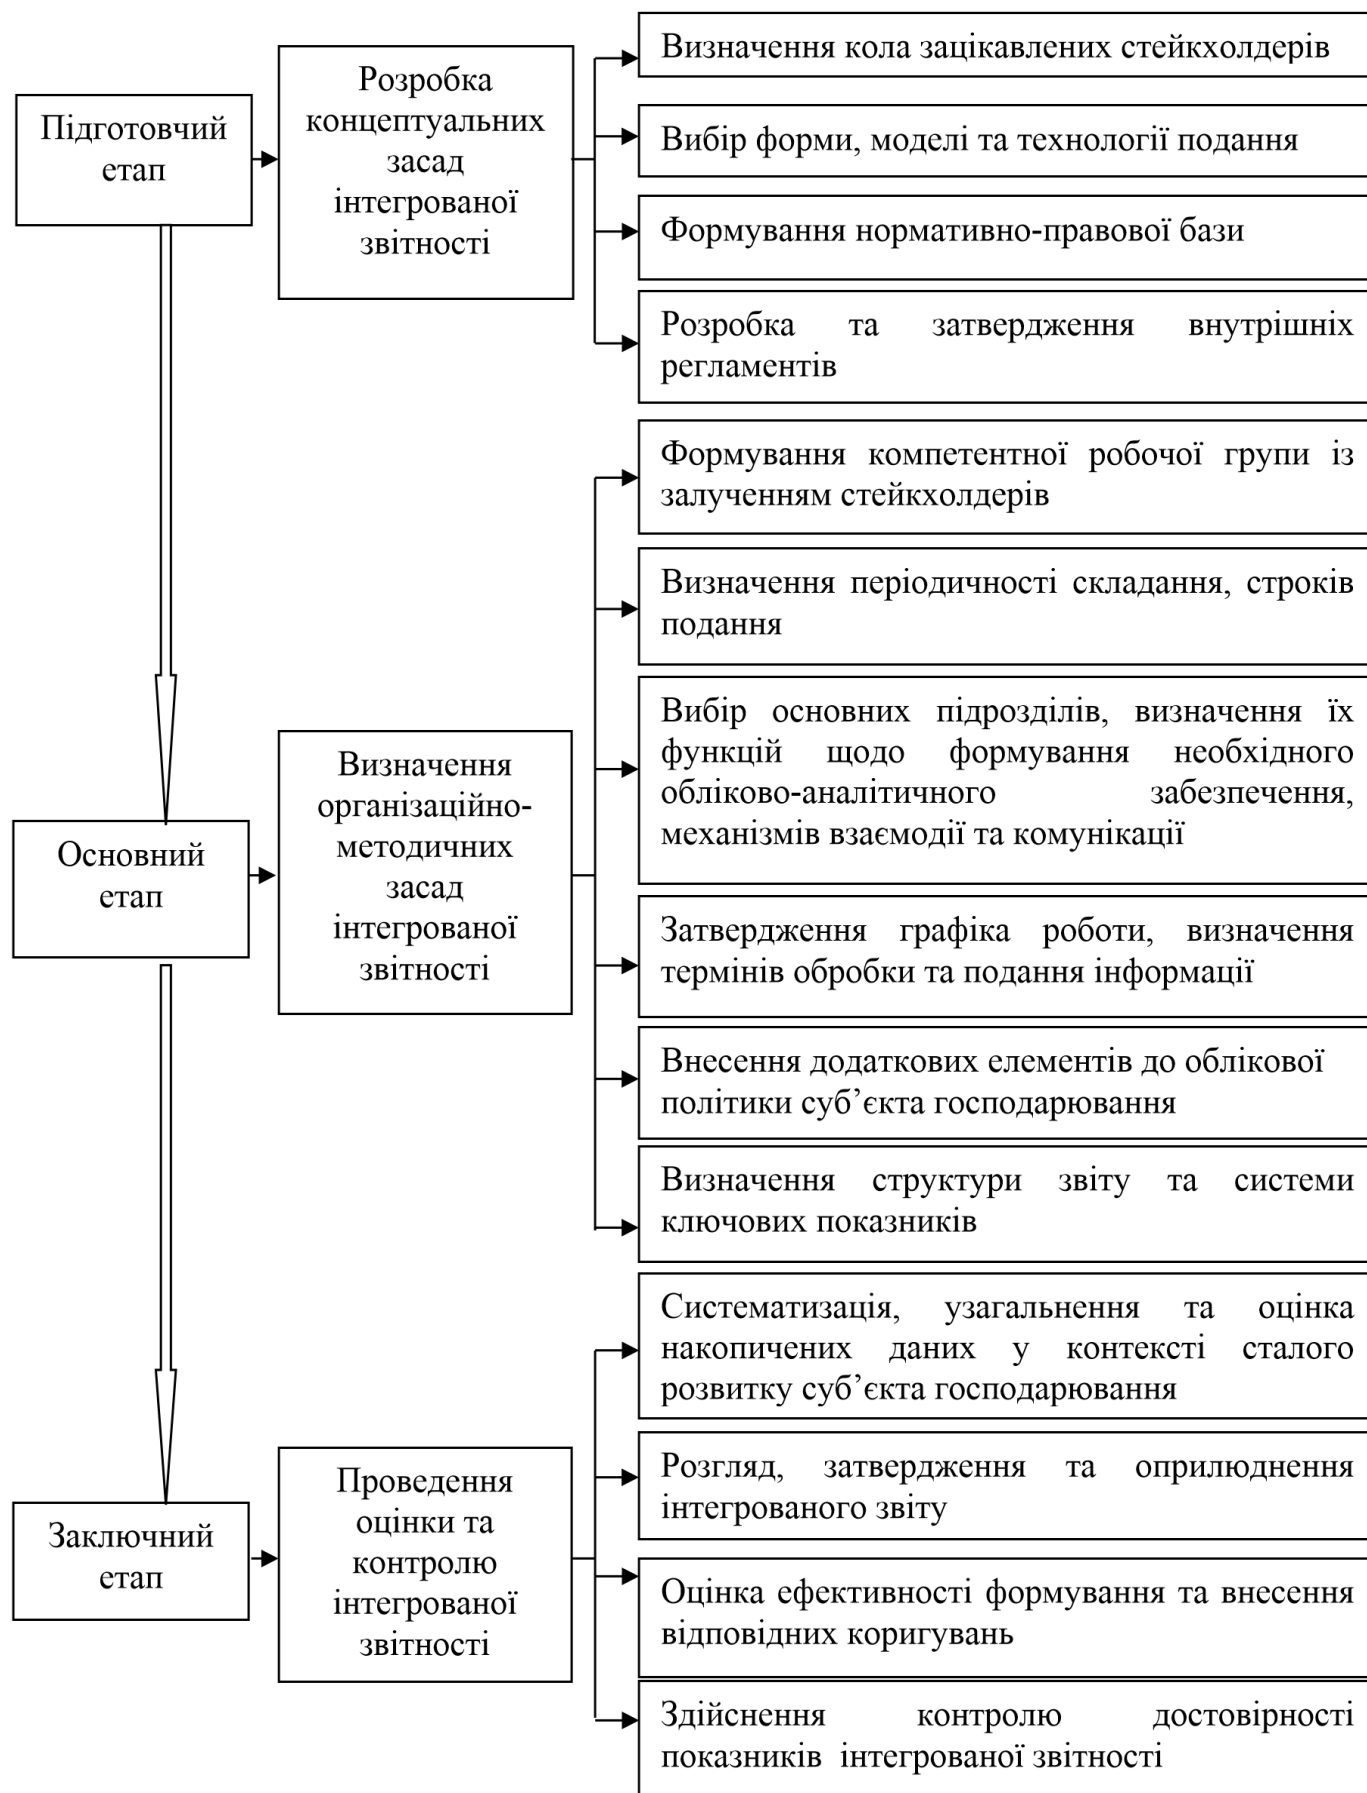 Підготовчий
етап
Розробка
концептуальних
засад
інтегрованої
звітності
Визначення кола зацікавлених стейкхолдерів
Вибір форми, моделі та технології подання
Формування нормативно-правової бази
Розробка та затвердження внутрішніх
регламентів
Основний
етап
Визначення
організаційно-
методичних
засад
інтегрованої
звітності
Формування компетентної робочої групи із
залученням стейкхолдерів
Визначення періодичності складання, строків
подання
Вибір основних підрозділів, визначення їх
функцій щодо формування необхідного
обліково-аналітичного забезпечення,
механізмів взаємодії та комунікації
Затвердження графіка роботи, визначення
термінів обробки та подання інформації
Внесення додаткових елементів до облікової
політики суб’єкта господарювання
Визначення структури звіту та системи
ключових показників
Заключний
етап
Проведення
оцінки та
контролю
інтегрованої
звітності
Систематизація, узагальнення та оцінка
накопичених даних у контексті сталого
розвитку суб’єкта господарювання
Розгляд, затвердження та оприлюднення
інтегрованого звіту
Оцінка ефективності формування та внесення
відповідних коригувань
Здійснення контролю достовірності
показників інтегрованої звітності